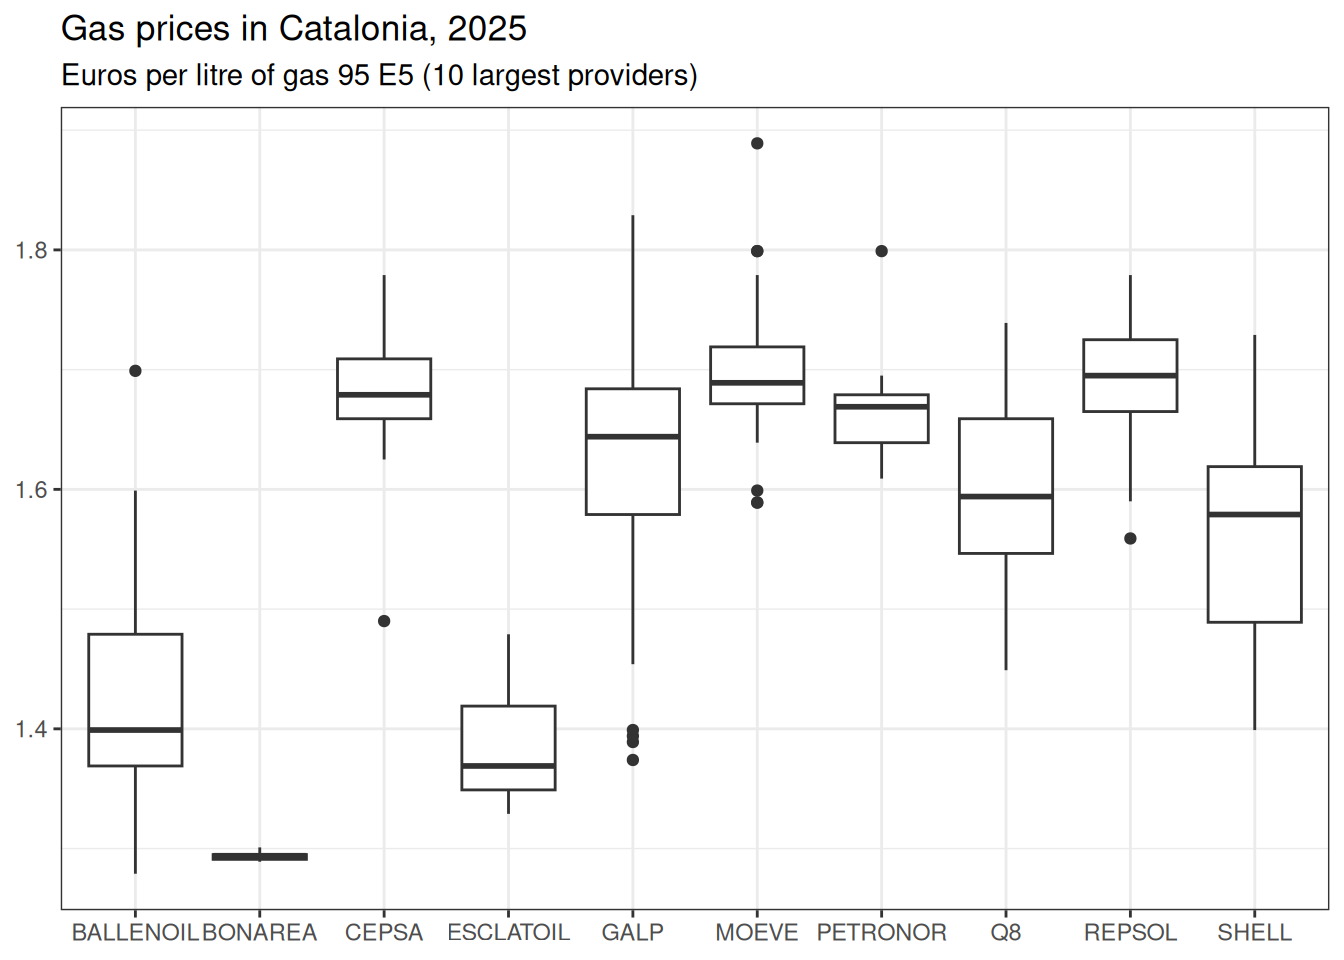 Gas prices in Catalonia, 2025
Euros per litre of gas 95 E5 (10 largest providers)
1.8
1.6
1.4
BALLENOIL BONAREA CEPSA ESCLATOIL GALP MOEVE PETRONOR Q8 REPSOL SHELL